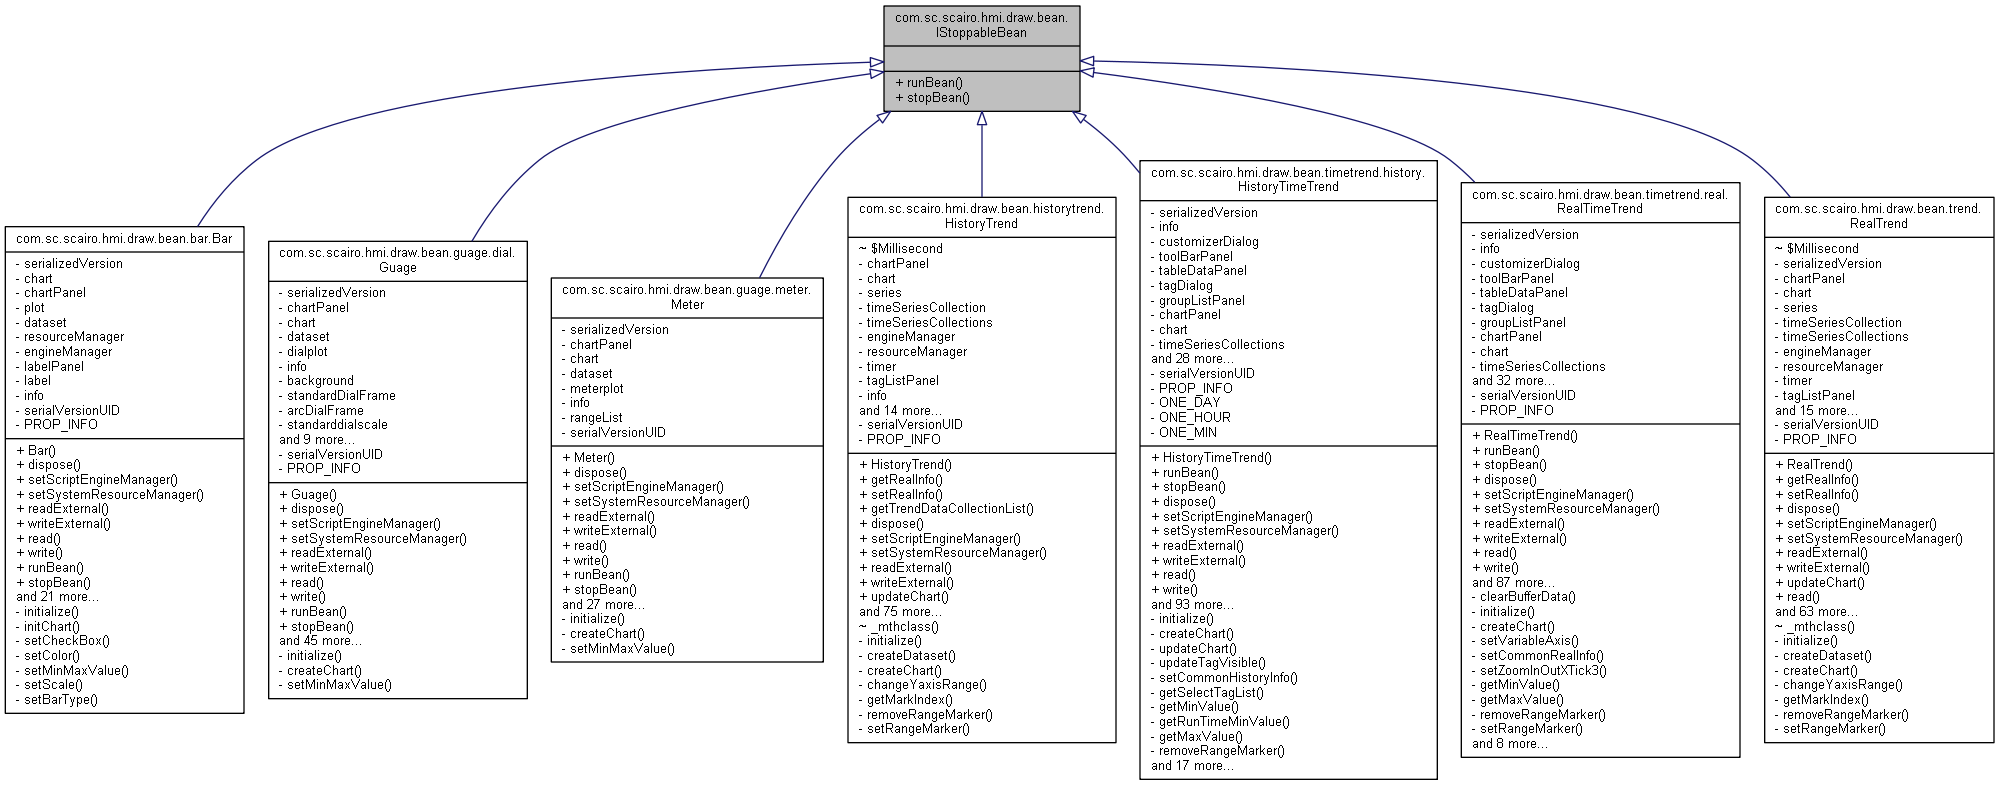 com.sc.scairo.hmi.draw.bean.
IStoppableBean
+ runBean()
+ stopBean()
com.sc.scairo.hmi.draw.bean.bar.Bar
- serializedVersion
- chart
- chartPanel
- plot
- dataset
- resourceManager
- engineManager
- labelPanel
- label
- info
- serialVersionUID
- PROP_INFO
+ Bar()
+ dispose()
+ setScriptEngineManager()
+ setSystemResourceManager()
+ readExternal()
+ writeExternal()
+ read()
+ write()
+ runBean()
+ stopBean()
and 21 more...
- initialize()
- initChart()
- setCheckBox()
- setColor()
- setMinMaxValue()
- setScale()
- setBarType()
com.sc.scairo.hmi.draw.bean.guage.dial.
Guage
- serializedVersion
- chartPanel
- chart
- dataset
- dialplot
- info
- background
- standardDialFrame
- arcDialFrame
- standarddialscale
and 9 more...
- serialVersionUID
- PROP_INFO
+ Guage()
+ dispose()
+ setScriptEngineManager()
+ setSystemResourceManager()
+ readExternal()
+ writeExternal()
+ read()
+ write()
+ runBean()
+ stopBean()
and 45 more...
- initialize()
- createChart()
- setMinMaxValue()
com.sc.scairo.hmi.draw.bean.guage.meter.
Meter
- serializedVersion
- chartPanel
- chart
- dataset
- meterplot
- info
- rangeList
- serialVersionUID
+ Meter()
+ dispose()
+ setScriptEngineManager()
+ setSystemResourceManager()
+ readExternal()
+ writeExternal()
+ read()
+ write()
+ runBean()
+ stopBean()
and 27 more...
- initialize()
- createChart()
- setMinMaxValue()
com.sc.scairo.hmi.draw.bean.historytrend.
HistoryTrend
~ $Millisecond
- chartPanel
- chart
- series
- timeSeriesCollection
- timeSeriesCollections
- engineManager
- resourceManager
- timer
- tagListPanel
- info
and 14 more...
- serialVersionUID
- PROP_INFO
+ HistoryTrend()
+ getRealInfo()
+ setRealInfo()
+ getTrendDataCollectionList()
+ dispose()
+ setScriptEngineManager()
+ setSystemResourceManager()
+ readExternal()
+ writeExternal()
+ updateChart()
and 75 more...
~ _mthclass()
- initialize()
- createDataset()
- createChart()
- changeYaxisRange()
- getMarkIndex()
- removeRangeMarker()
- setRangeMarker()
com.sc.scairo.hmi.draw.bean.timetrend.history.
HistoryTimeTrend
- serializedVersion
- info
- customizerDialog
- toolBarPanel
- tableDataPanel
- tagDialog
- groupListPanel
- chartPanel
- chart
- timeSeriesCollections
and 28 more...
- serialVersionUID
- PROP_INFO
- ONE_DAY
- ONE_HOUR
- ONE_MIN
+ HistoryTimeTrend()
+ runBean()
+ stopBean()
+ dispose()
+ setScriptEngineManager()
+ setSystemResourceManager()
+ readExternal()
+ writeExternal()
+ read()
+ write()
and 93 more...
- initialize()
- createChart()
- updateChart()
- updateTagVisible()
- setCommonHistoryInfo()
- getSelectTagList()
- getMinValue()
- getRunTimeMinValue()
- getMaxValue()
- removeRangeMarker()
and 17 more...
com.sc.scairo.hmi.draw.bean.timetrend.real.
RealTimeTrend
- serializedVersion
- info
- customizerDialog
- toolBarPanel
- tableDataPanel
- tagDialog
- groupListPanel
- chartPanel
- chart
- timeSeriesCollections
and 32 more...
- serialVersionUID
- PROP_INFO
+ RealTimeTrend()
+ runBean()
+ stopBean()
+ dispose()
+ setScriptEngineManager()
+ setSystemResourceManager()
+ readExternal()
+ writeExternal()
+ read()
+ write()
and 87 more...
- clearBufferData()
- initialize()
- createChart()
- setVariableAxis()
- setCommonRealInfo()
- setZoomInOutXTick3()
- getMinValue()
- getMaxValue()
- removeRangeMarker()
- setRangeMarker()
and 8 more...
com.sc.scairo.hmi.draw.bean.trend.
RealTrend
~ $Millisecond
- serializedVersion
- chartPanel
- chart
- series
- timeSeriesCollection
- timeSeriesCollections
- engineManager
- resourceManager
- timer
- tagListPanel
and 15 more...
- serialVersionUID
- PROP_INFO
+ RealTrend()
+ getRealInfo()
+ setRealInfo()
+ dispose()
+ setScriptEngineManager()
+ setSystemResourceManager()
+ readExternal()
+ writeExternal()
+ updateChart()
+ read()
and 63 more...
~ _mthclass()
- initialize()
- createDataset()
- createChart()
- changeYaxisRange()
- getMarkIndex()
- removeRangeMarker()
- setRangeMarker()